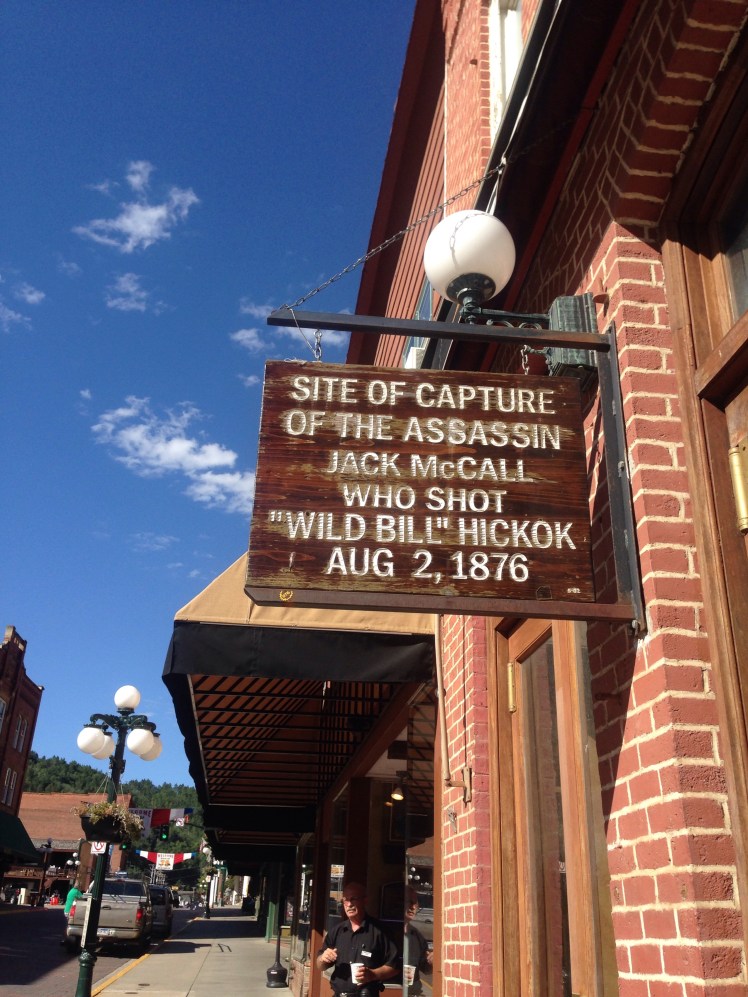 SITE OF CAPTURE
OF THE ASSASSIN
JACK McCALL
WHO SHOT
"WILD BILL" HICKOK
AUG 2, 1876